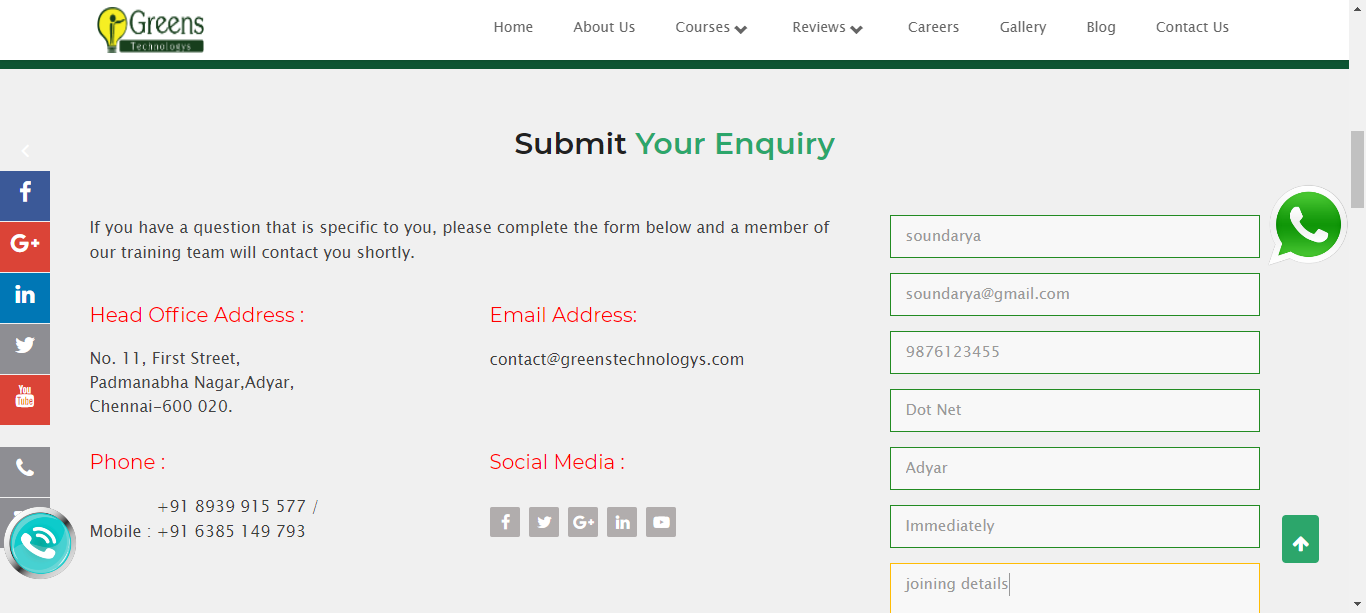 Greens
Technologys
Home About Us Courses Reviews Careers Gallery Blog Contact Us
Submit Your Enquiry
If you have a question that is specific to you, please complete the form below and a member of
our training team will contact you shortly.
Head Office Address :
No. 11, First Street,
Padmanabha Nagar,Adyar,
Chennai-600 020.
Email Address:
contact@greenstechnologys.com
Phone :
+91 8939 915 577 /
Mobile : +91 6385 149 793
Social Media :
soundarya
soundarya@gmail.com
9876123455
Dot Net
Adyar
Immediately
joining details
f
G+
in
You
Tube
f
G+
in